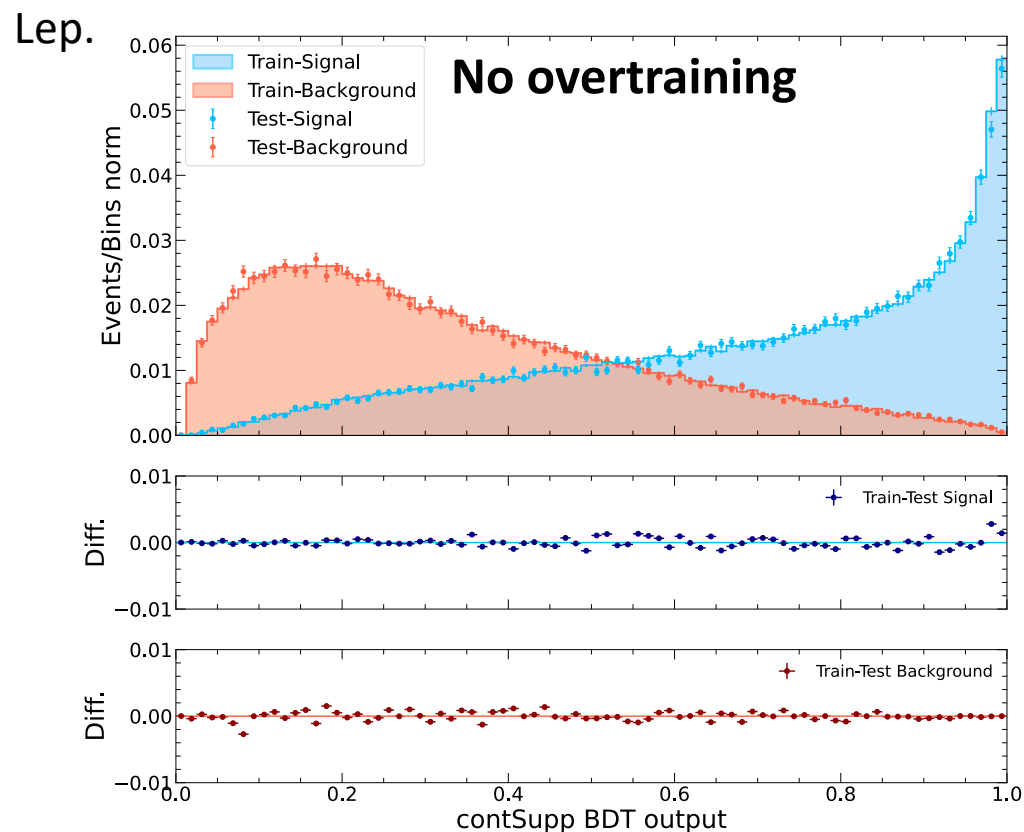 Lep.
No overtraining
Train-Signal
Train-Background
Test-Signal
Test-Background
Events/Bins norm
0.06
0.05
0.04
0.03
0.02
0.01
0.00
Train-Test Signal
Diff.
0.01
0.00
−0.01
Train-Test Background
Diff.
0.01
0.00
−0.01
0.0 0.2 0.4 0.6 0.8 1.0
contSupp BDT output